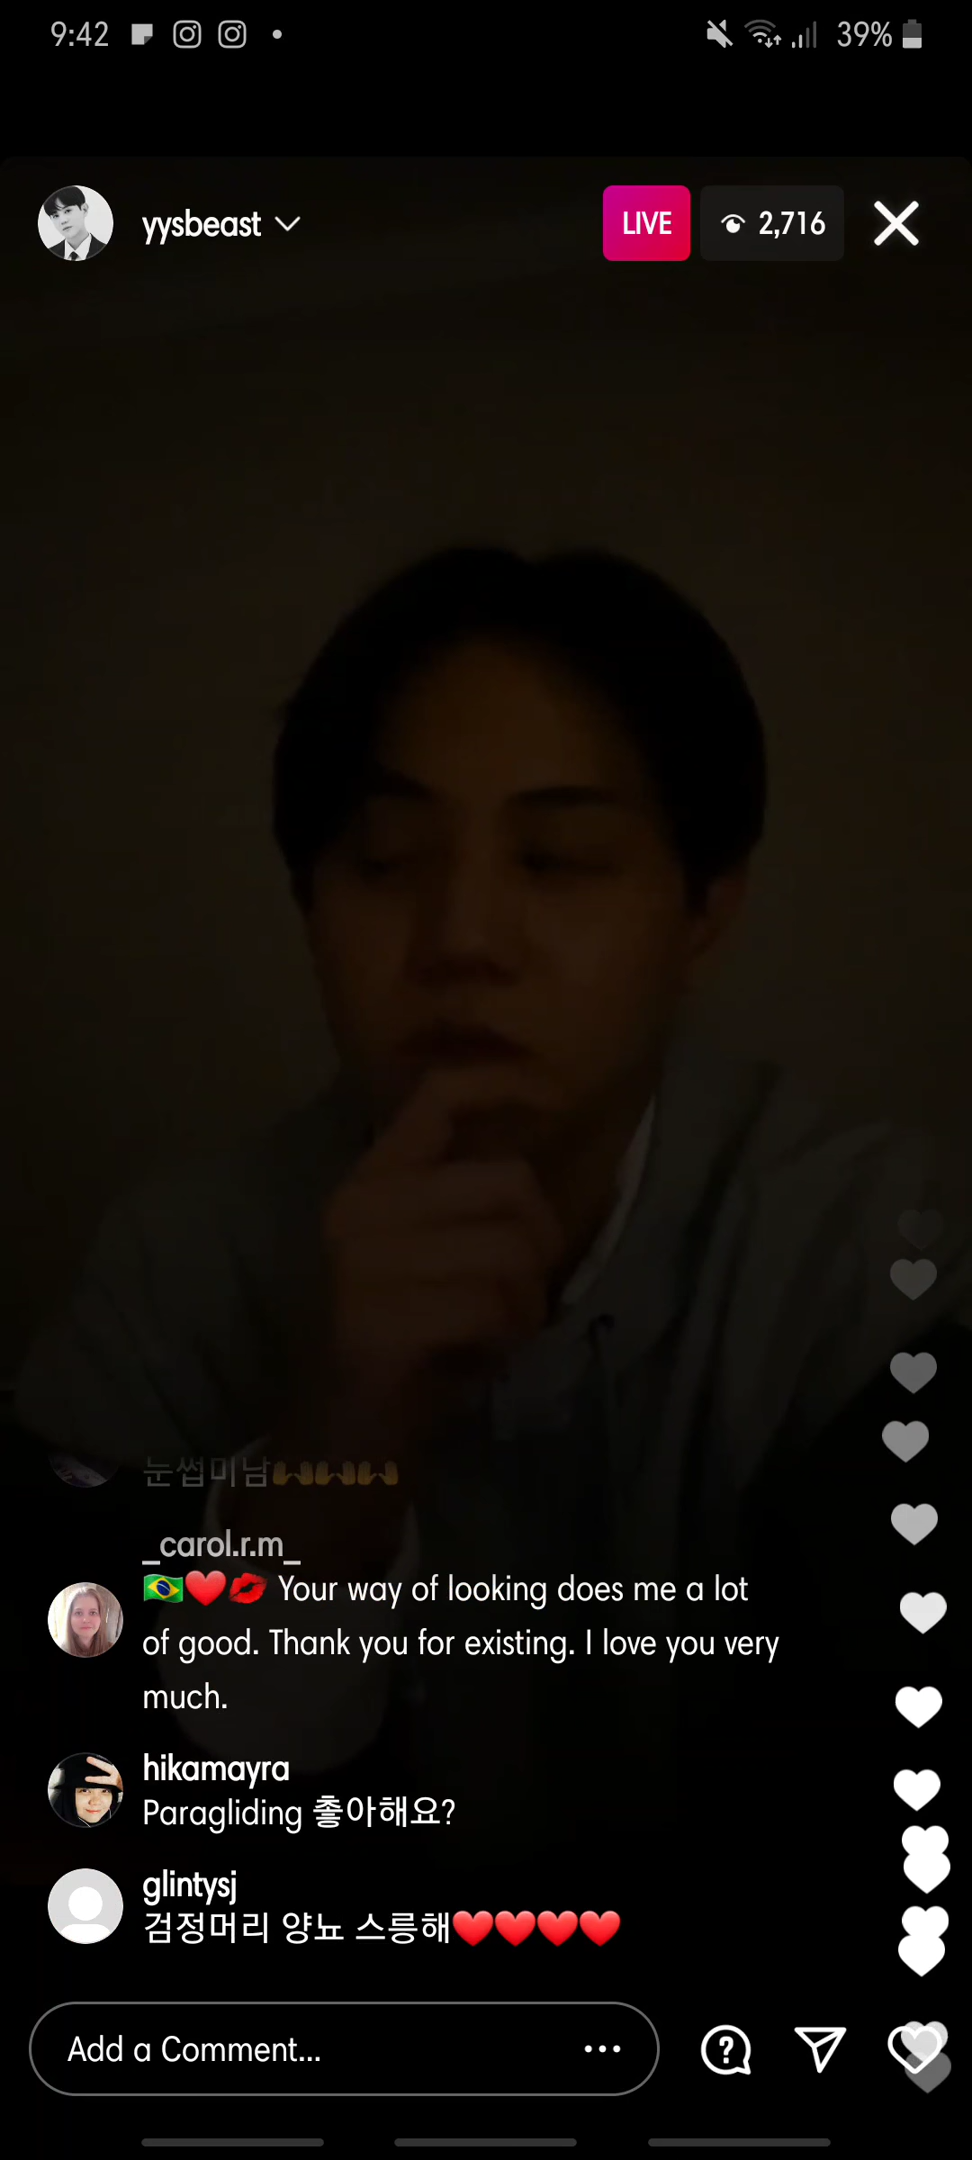 9:42
39%
yysbeast
LIVE
2,716
눈썹미남🙌🙌🙌
_carol.r.m_
🇧🇷❤️💋 Your way of looking does me a lot
of good. Thank you for existing. I love you very
much.
hikamayra
Paragliding 좋아해요?
glintysj
검정머리 양뇨 스릉해❤️❤️❤️❤️
Add a Comment...